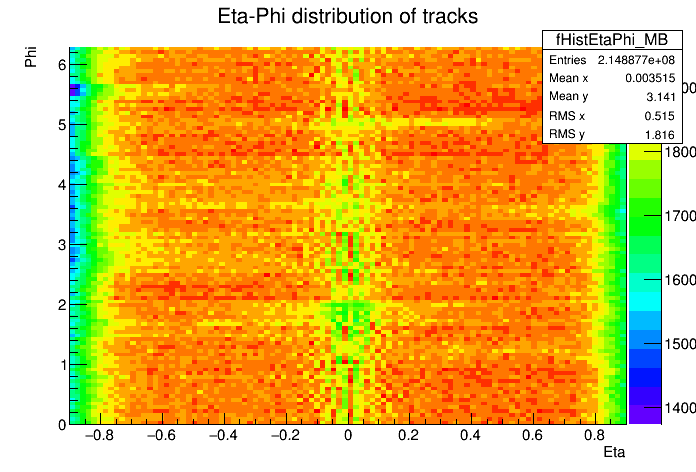 Eta-Phi distribution of tracks
fHistEtaPhi_MB
Entries 2.148877e+08
Mean x 0.003515
Mean y 3.141
RMS x 0.515
RMS y 1.816
Phi
6
5
4
3
2
1
0
−0.8 −0.6 −0.4 −0.2 0 0.2 0.4 0.6 0.8
Eta
00
1800
1700
1600
1500
1400